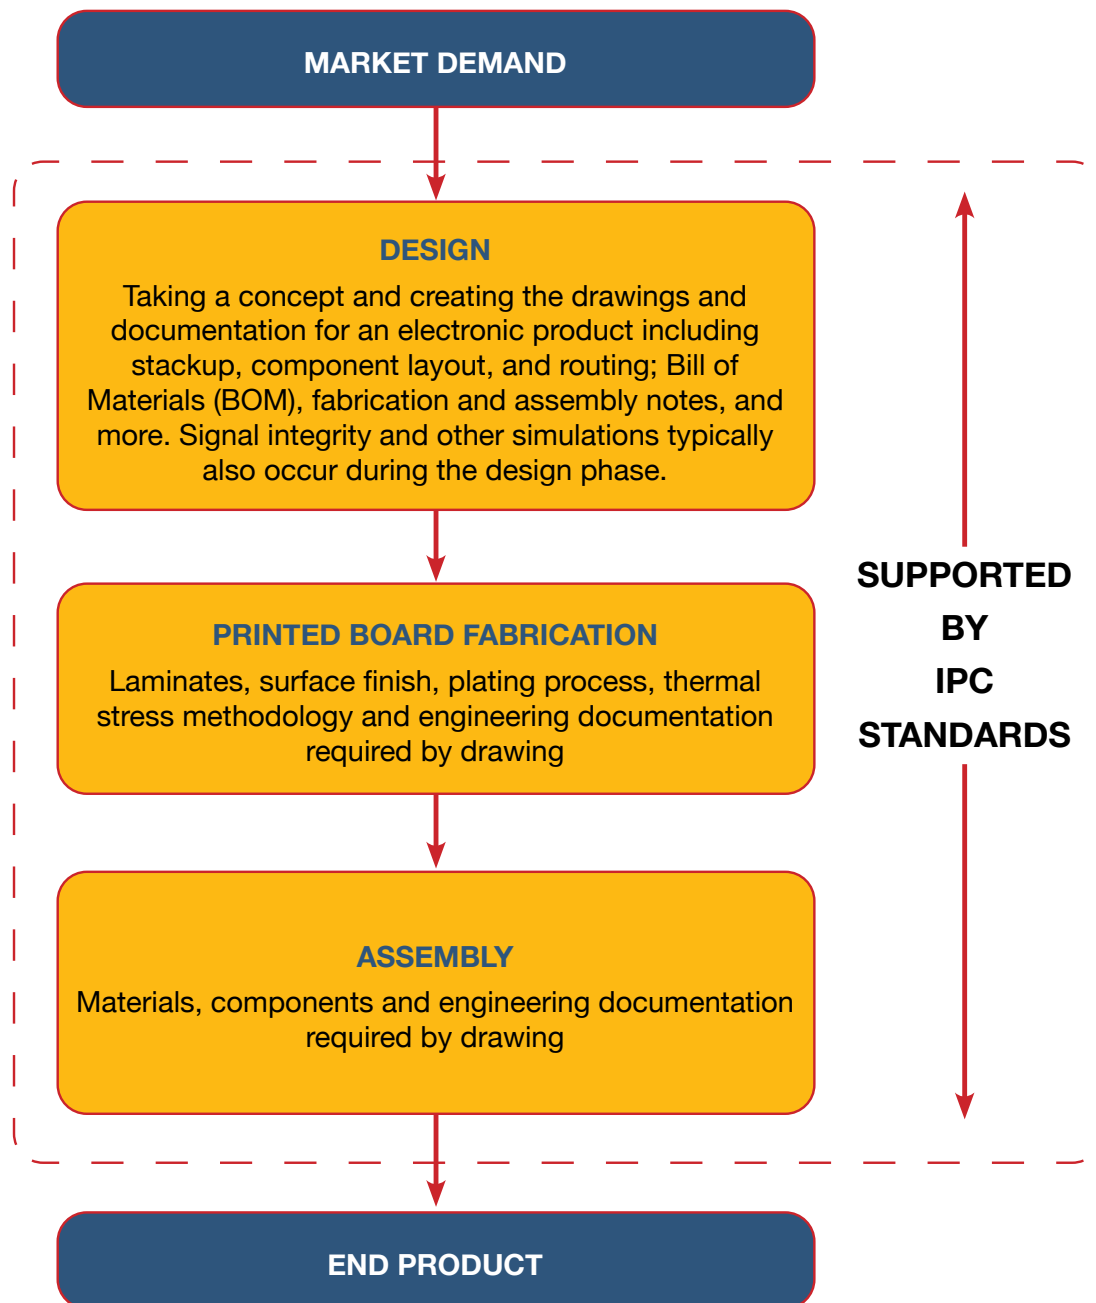 MARKET DEMAND
DESIGN
Taking a concept and creating the drawings and
documentation for an electronic product including
stackup, component layout, and routing; Bill of
Materials (BOM), fabrication and assembly notes, and
more. Signal integrity and other simulations typically
also occur during the design phase.
PRINTED BOARD FABRICATION
Laminates, surface finish, plating process, thermal
stress methodology and engineering documentation
required by drawing
ASSEMBLY
Materials, components and engineering documentation
required by drawing
SUPPORTED
BY
IPC
STANDARDS
END PRODUCT